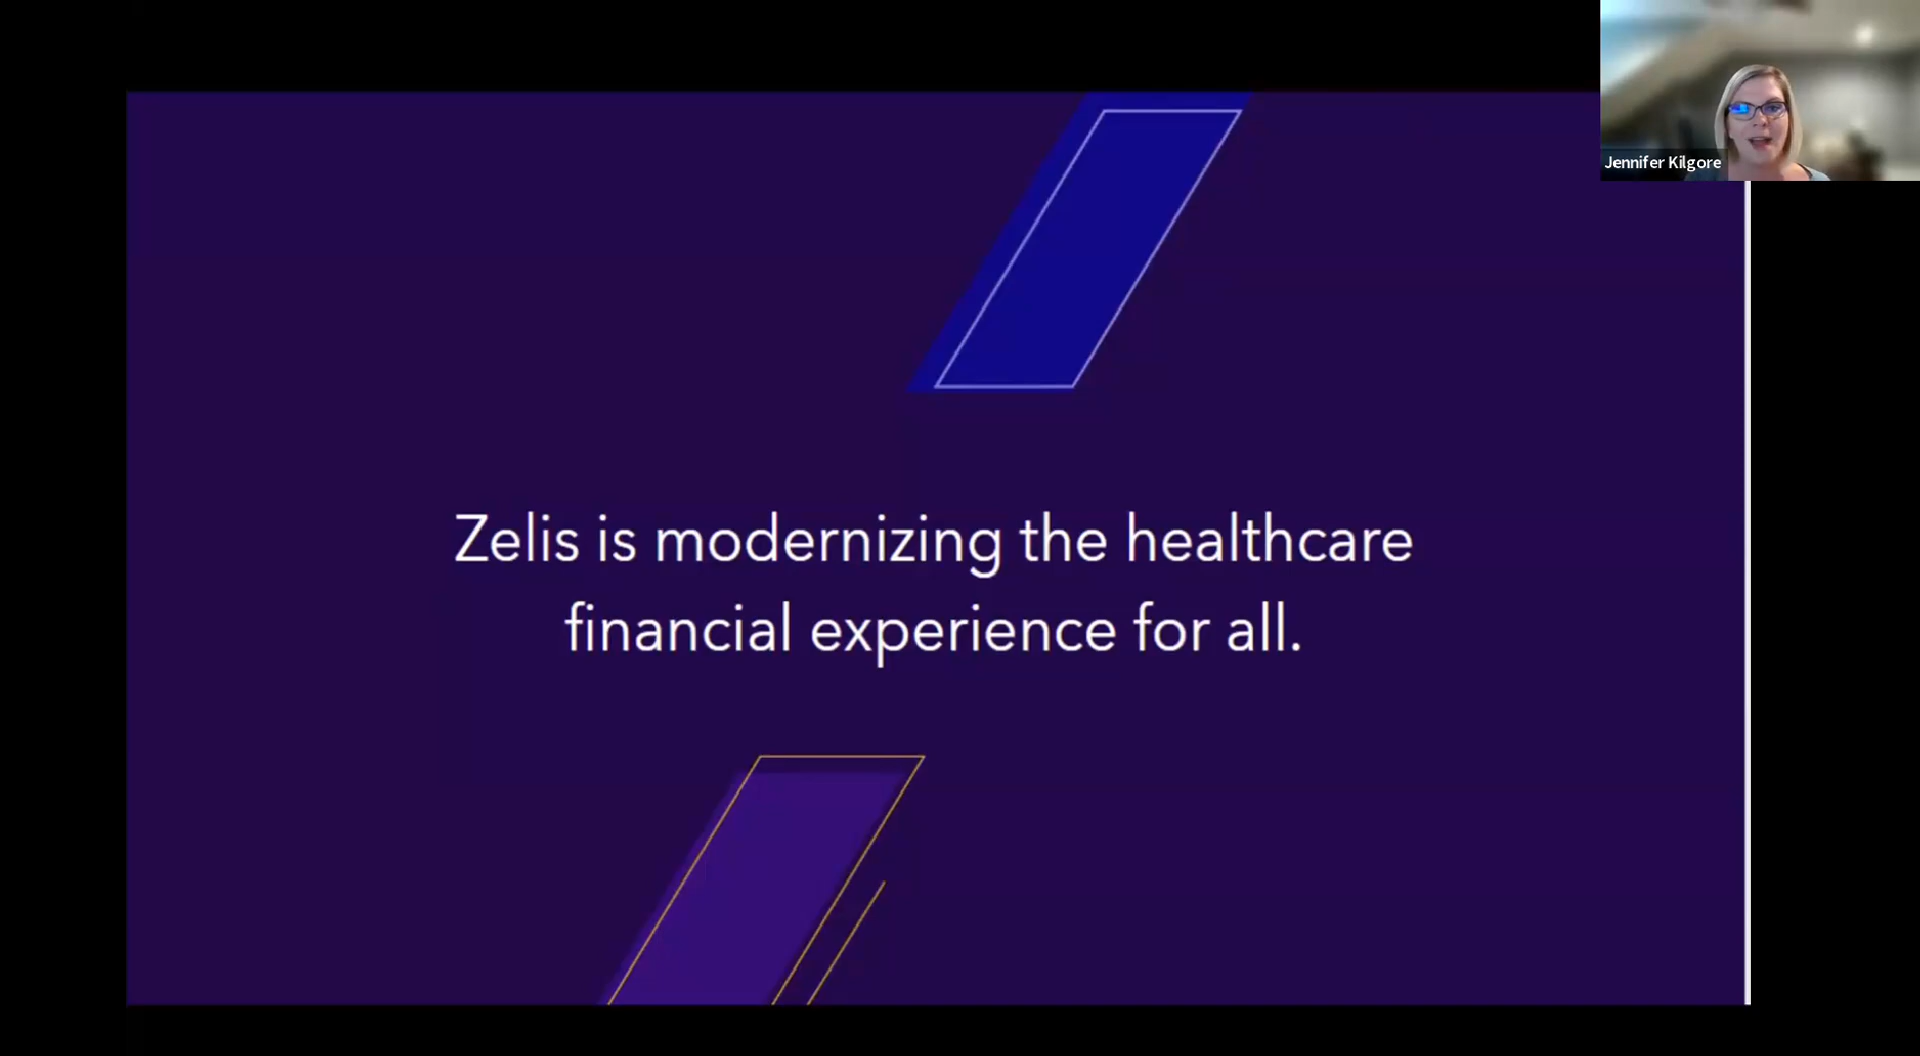 Jennifer Kilgore
Zelis is modernizing the healthcare
financial experience for all.